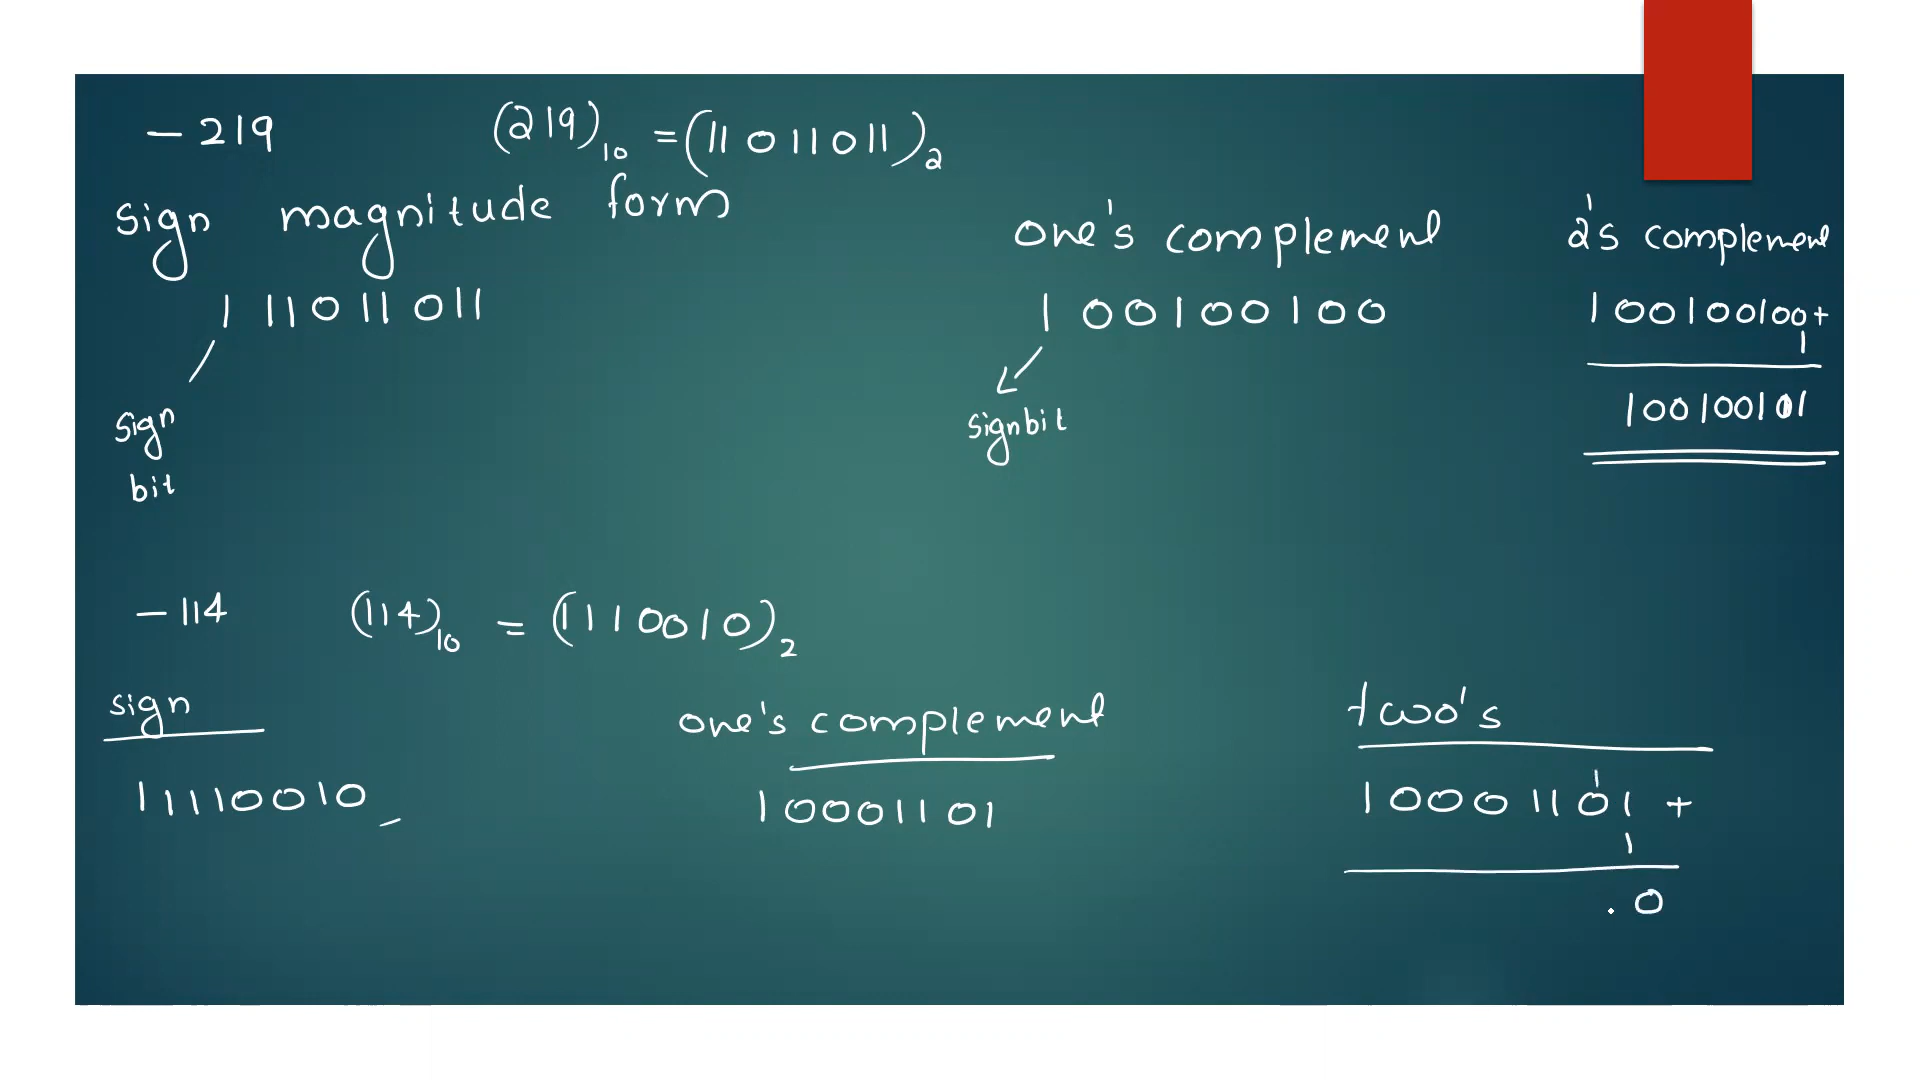 - 219 (219)10 = (11011011)2
Sign magnitude form
one's complement
2's complement
1 11011011
1 00100100
100100100+
1
100100101
Sign
bit
Signbit
- 114 (114)10 = (1110010)2
sign
one's complement
two's
11110010
10001101
1
10001101 +
1
.0